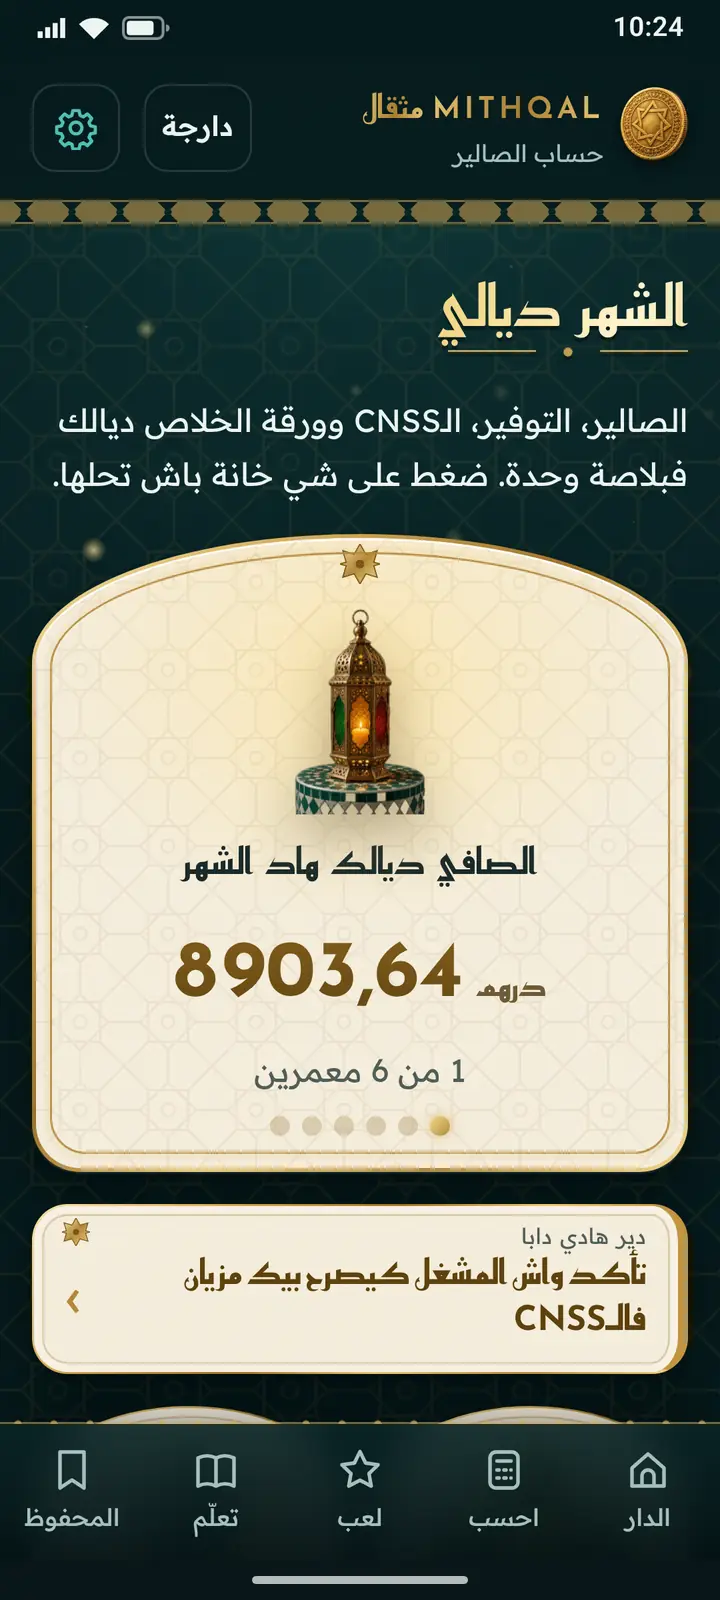 10:24
MITHQAL مثقال
حساب الصالير
دارجة
الشهر ديالي
الصالير، التوفير، الـCNSS وورقة الخلاص ديالك
فبلاصة وحدة. ضغط على شي خانة باش تحلها.
الصافي ديالك هاد الشهر
8903,64 درهم
1 من 6 معمرين
دير هادي دابا
تأكد واش المشغل كيصرح بيك مزيان
فالـCNSS
الدار
احسب
لعب
تعلّم
المحفوظ